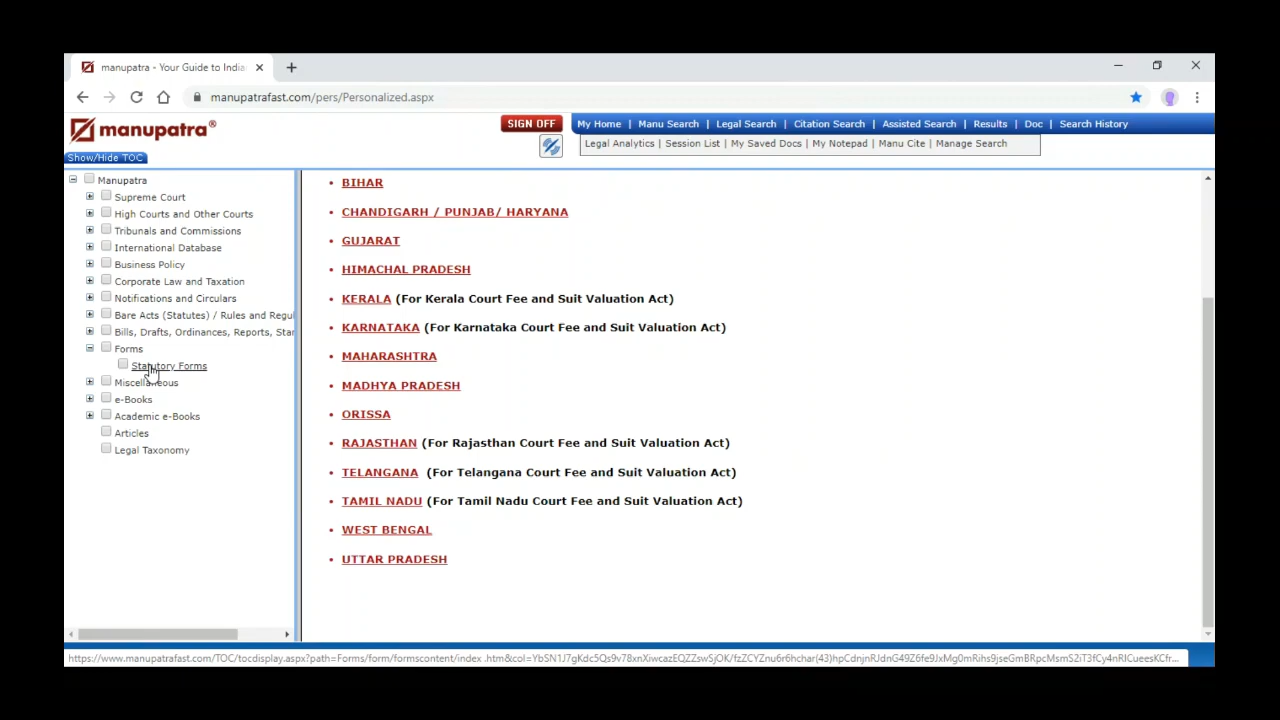 manupatra - Your Guide to India
manupatrafast.com/pers/Personalized.aspx
manupatra®
SIGN OFF
My Home | Manu Search | Legal Search | Citation Search | Assisted Search | Results | Doc | Search History
Legal Analytics | Session List | My Saved Docs | My Notepad | Manu Cite | Manage Search
Show/Hide TOC
Manupatra
Supreme Court
High Courts and Other Courts
Tribunals and Commissions
International Database
Business Policy
Corporate Law and Taxation
Notifications and Circulars
Bare Acts (Statutes) / Rules and Regul
Bills, Drafts, Ordinances, Reports, Star
Forms
Statutory Forms
Miscellaneous
e-Books
Academic e-Books
Articles
Legal Taxonomy
• BIHAR
• CHANDIGARH / PUNJAB/ HARYANA
• GUJARAT
• HIMACHAL PRADESH
• KERALA (For Kerala Court Fee and Suit Valuation Act)
• KARNATAKA (For Karnataka Court Fee and Suit Valuation Act)
• MAHARASHTRA
• MADHYA PRADESH
• ORISSA
• RAJASTHAN (For Rajasthan Court Fee and Suit Valuation Act)
• TELANGANA (For Telangana Court Fee and Suit Valuation Act)
• TAMIL NADU (For Tamil Nadu Court Fee and Suit Valuation Act)
• WEST BENGAL
• UTTAR PRADESH